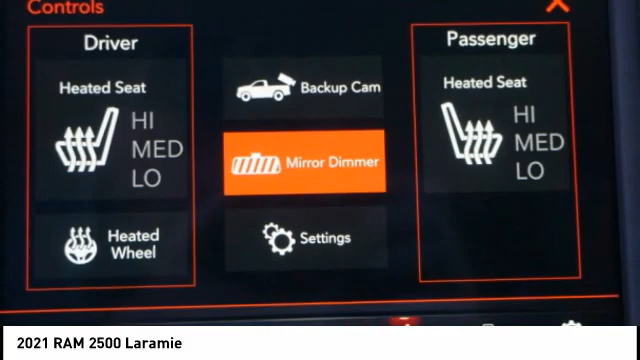 Controls
Driver
Heated Seat
HI
MED
LO
Heated
Wheel
Backup Cam
Mirror Dimmer
Settings
Passenger
Heated Seat
HI
MED
LO
2021 RAM 2500 Laramie